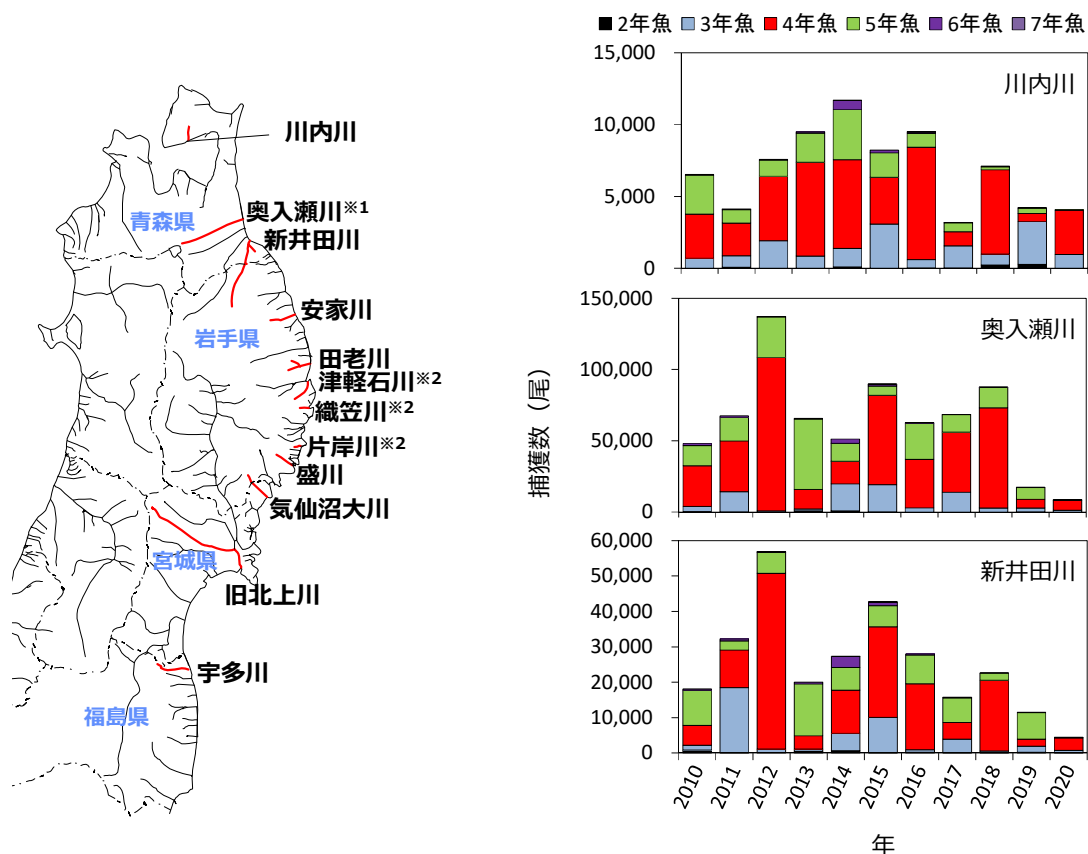 川内川
奥入瀬川※1
青森県
新井田川
安家川
岩手県
田老川
津軽石川※2
織笠川※2
片岸川※2
盛川
気仙沼大川
宮城県
旧北上川
宇多川
福島県
2年魚 3年魚 4年魚 5年魚 6年魚 7年魚
捕獲数（尾）
川内川
15,000
10,000
5,000
0
奥入瀬川
150,000
100,000
50,000
0
新井田川
60,000
50,000
40,000
30,000
20,000
10,000
0
2010 2011 2012 2013 2014 2015 2016 2017 2018 2019 2020
年